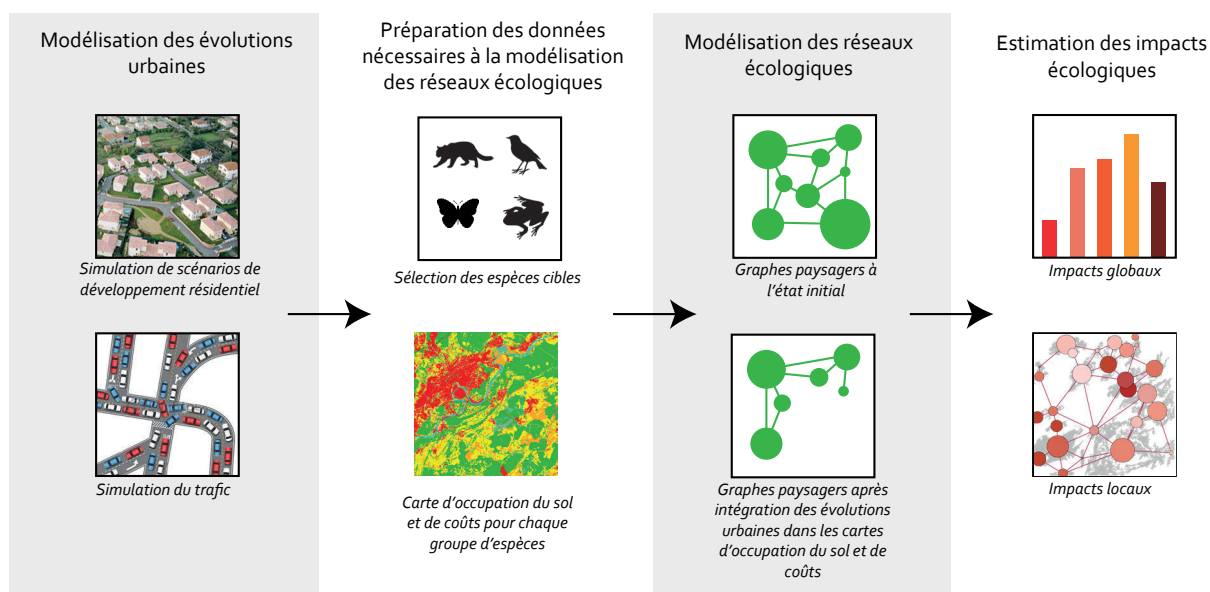 Modélisation des évolutions
urbaines
Simulation de scénarios de
développement résidentiel
Simulation du trafic
Préparation des données
nécessaires à la modélisation
des réseaux écologiques
Sélection des espèces cibles
Carte d'occupation du sol
et de coûts pour chaque
groupe d'espèces
Modélisation des réseaux
écologiques
Graphes paysagers à
l'état initial
Graphes paysagers après
intégration des évolutions
urbaines dans les cartes
d'occupation du sol et de
coûts
Estimation des impacts
écologiques
Impacts globaux
Impacts locaux